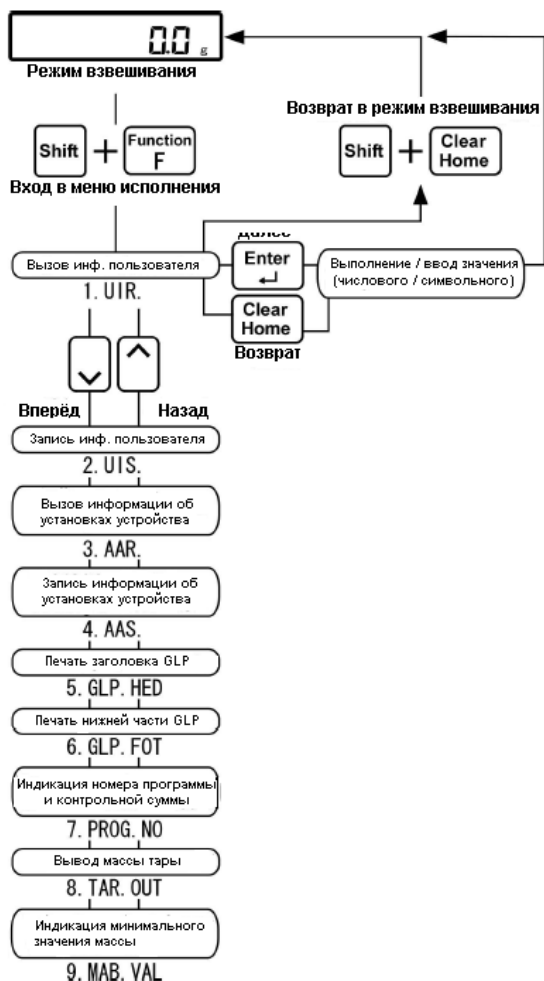 0.0 g
Режим взвешивания
Shift + Function F
Вход в меню исполнения
Возврат в режим взвешивания
Shift + Clear Home
Вызов инф. пользователя
1. UIR.
далее
Enter ↵
Clear Home
Возврат
Выполнение / ввод значения
(числового / символьного)
Вперёд
Назад
Запись инф. пользователя
2. UIS.
Вызов информации об
установках устройства
3. AAR.
Запись информации об
установках устройства
4. AAS.
Печать заголовка GLP
5. GLP. HED
Печать нижней части GLP
6. GLP. FOT
Индикация номера программы
и контрольной суммы
7. PROG. NO
Вывод массы тары
8. TAR. OUT
Индикация минимального
значения массы
9. MAB. VAL